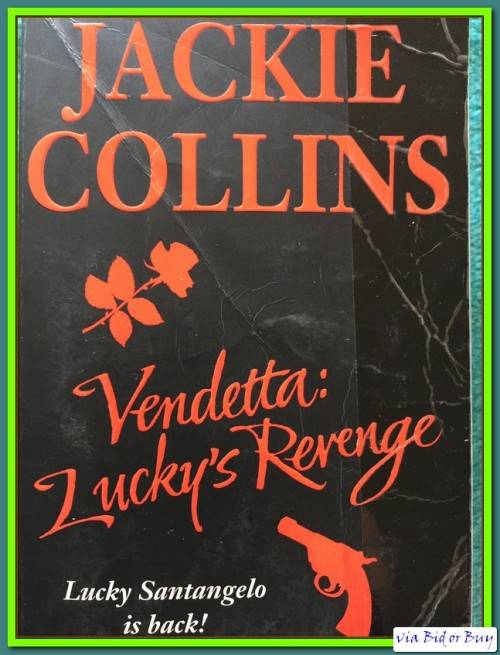 JACKIE
COLLINS
Vendetta:
Lucky's Revenge
Lucky Santangelo
is back!
via Bid or Buy